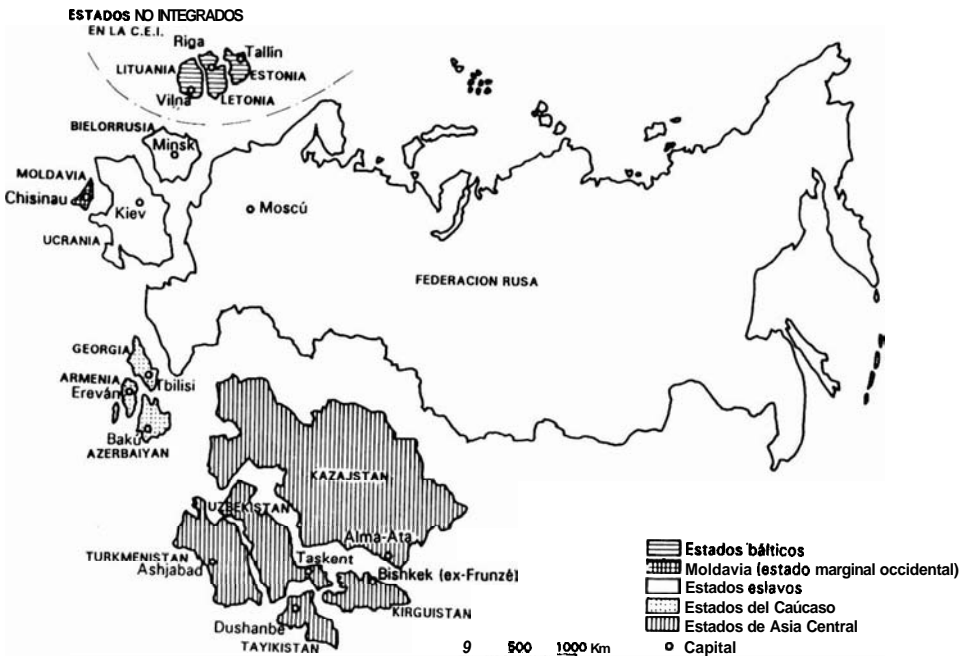 ESTADOS NO INTEGRADOS
EN LA C.E.I.
Riga
Tallín
LITUANIA
ESTONIA
Vilna
LETONIA
BIELORRUSIA
Minsk
MOLDAVIA
Chisinau
Kiev
Moscú
UCRANIA
FEDERACION RUSA
GEORGIA
Tbilisi
ARMENIA
Ereván
Bakú
AZERBAIYAN
KAZAJSTAN
UZBEKISTAN
Alma-Ata
TURKMENISTAN
Taskent
Ashjabad
Bishkek (ex-Frunzé)
KIRGUISTAN
Dushanbe
TAYIKISTAN
9 500 1000 Km
Estados bálticos
Moldavia (estado marginal occidental)
Estados eslavos
Estados del Caúcaso
Estados de Asia Central
Capital